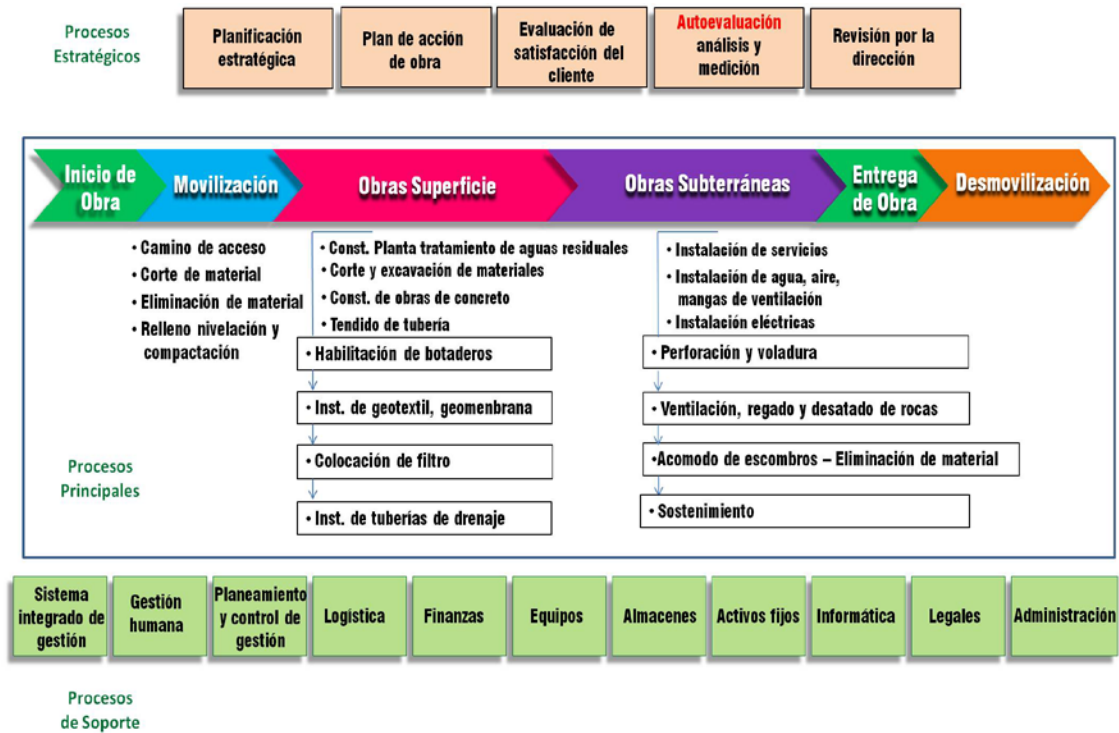 Procesos
Estratégicos
Planificación
estratégica
Plan de acción
de obra
Evaluación de
satisfacción del
cliente
Autoevaluación
análisis y
medición
Revisión por la
dirección
Inicio de
Obra
Movilización
Obras Superficie
Obras Subterráneas
Entrega
de Obra
Desmovilización
• Camino de acceso
• Corte de material
• Eliminación de material
• Relleno nivelación y
compactación
• Const. Planta tratamiento de aguas residuales
• Corte y excavación de materiales
• Const. de obras de concreto
• Tendido de tubería
• Habilitación de botaderos
• Inst. de geotextil, geomenbrana
• Colocación de filtro
• Inst. de tuberías de drenaje
• Instalación de servicios
• Instalación de agua, aire,
mangas de ventilación
• Instalación eléctricas
• Perforación y voladura
• Ventilación, regado y desatado de rocas
• Acomodo de escombros – Eliminación de material
• Sostenimiento
Procesos
Principales
Sistema
integrado de
gestión
Gestión
humana
Planeamiento
y control de
gestión
Logística
Finanzas
Equipos
Almacenes
Activos fijos
Informática
Legales
Administración
Procesos
de Soporte